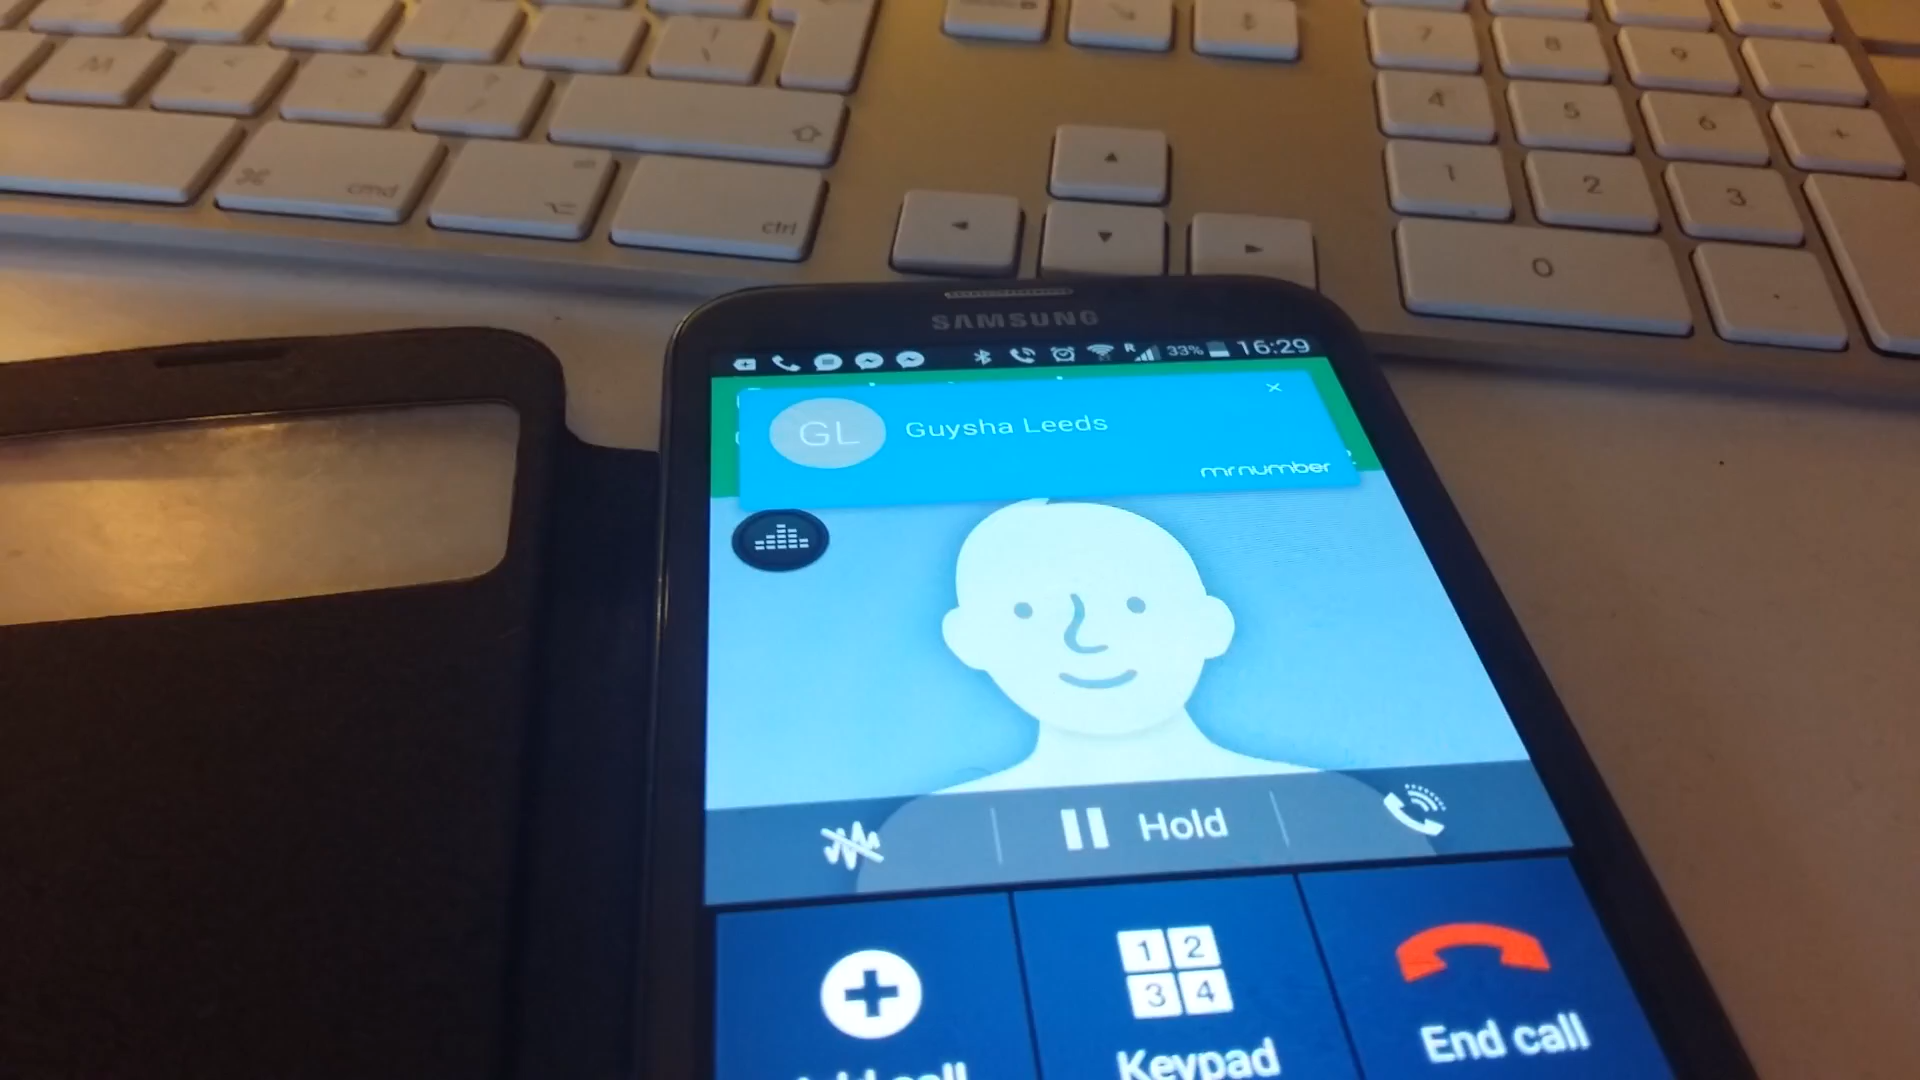 M
cmd
ctrl
7 8 9 -
4 5 6 +
1 2 3
0 .
SAMSUNG
R 33% 16:29
GL Guysha Leeds ×
mrnumber
Hold
1 2
3 4
Keypad
End call